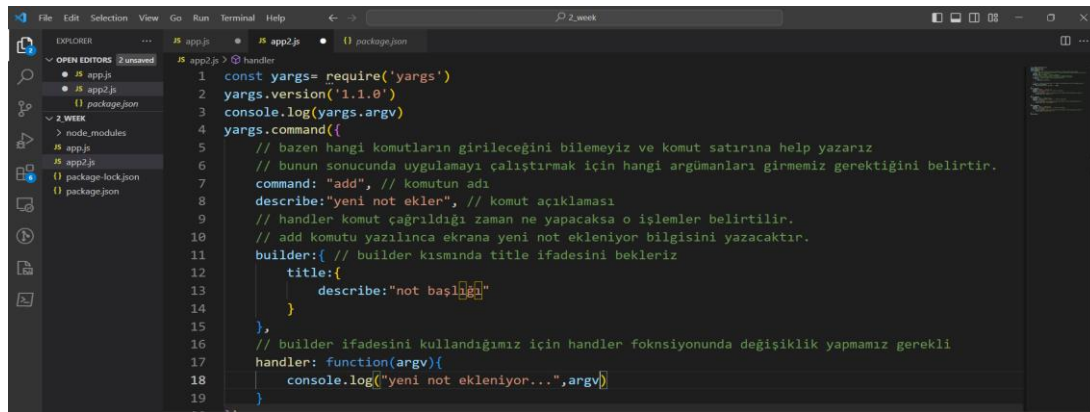 File Edit Selection View Go Run Terminal Help
2_week
EXPLORER
JS app.js
JS app2.js
{} package.json
OPEN EDITORS 2 unsaved
JS app.js
JS app2.js
{} package.json
2_WEEK
node_modules
JS app.js
JS app2.js
{} package-lock.json
{} package.json
JS app2.js > handler
1 const yargs= require('yargs')
2 yargs.version('1.1.0')
3 console.log(yargs.argv)
4 yargs.command({
5 // bazen hangi komutların girileceğini bilemeyiz ve komut satırına help yazarız
6 // bunun sonucunda uygulamayı çalıştırmak için hangi argümanları girmemiz gerektiğini belirtir.
7 command: "add", // komutun adı
8 describe:"yeni not ekler", // komut açıklaması
9 // handler komut çağrıldığı zaman ne yapacaksa o işlemler belirtilir.
10 // add komutu yazılınca ekrana yeni not ekleniyor bilgisini yazacaktır.
11 builder:{ // builder kısmında title ifadesini bekleriz
12 title:{
13 describe:"not başlığı"
14 }
15 },
16 // builder ifadesini kullandığımız için handler foknsiyonunda değişiklik yapmamız gerekli
17 handler: function(argv){
18 console.log("yeni not ekleniyor...",argv)
19 }